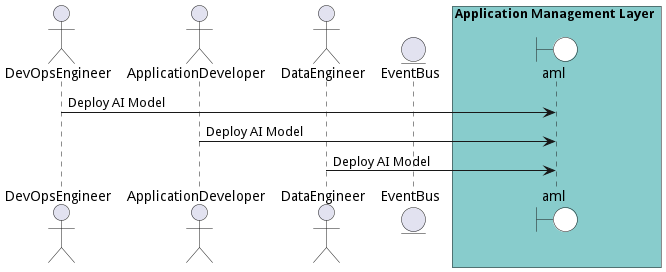 Application Management Layer
DevOpsEngineer ApplicationDeveloper DataEngineer EventBus aml
Deploy AI Model
Deploy AI Model
Deploy AI Model
DevOpsEngineer ApplicationDeveloper DataEngineer EventBus aml